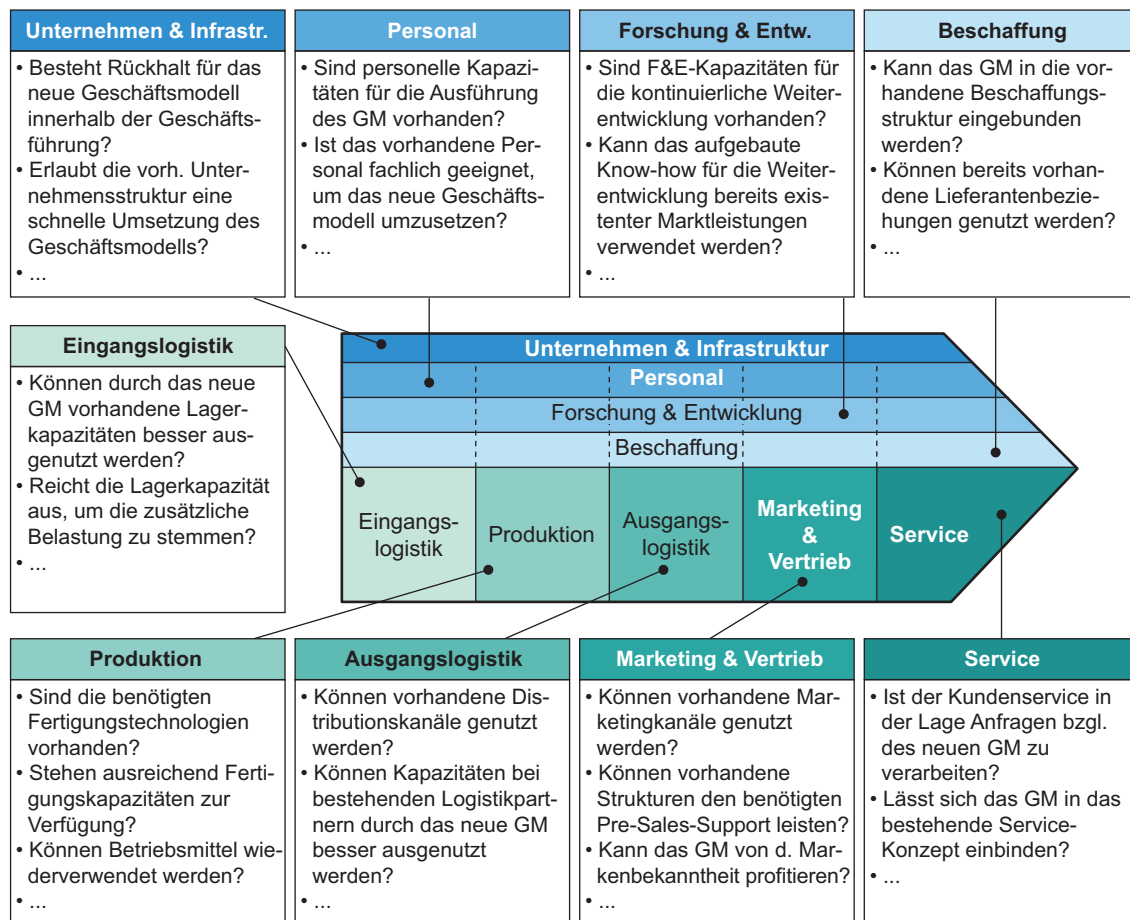 Unternehmen & Infrastr.
• Besteht Rückhalt für das
neue Geschäftsmodell
innerhalb der Geschäfts-
führung?
• Erlaubt die vorh. Unter-
nehmensstruktur eine
schnelle Umsetzung des
Geschäftsmodells?
• ...
Personal
• Sind personelle Kapazi-
täten für die Ausführung
des GM vorhanden?
• Ist das vorhandene Per-
sonal fachlich geeignet,
um das neue Geschäfts-
modell umzusetzen?
• ...
Forschung & Entw.
• Sind F&E-Kapazitäten für
die kontinuierliche Weiter-
entwicklung vorhanden?
• Kann das aufgebaute
Know-how für die Weiter-
entwicklung bereits exis-
tenter Marktleistungen
verwendet werden?
• ...
Beschaffung
• Kann das GM in die vor-
handene Beschaffungs-
struktur eingebunden
werden?
• Können bereits vorhan-
dene Lieferantenbezie-
hungen genutzt werden?
• ...
Eingangslogistik
• Können durch das neue
GM vorhandene Lager-
kapazitäten besser aus-
genutzt werden?
• Reicht die Lagerkapazität
aus, um die zusätzliche
Belastung zu stemmen?
• ...
Unternehmen & Infrastruktur
Personal
Forschung & Entwicklung
Beschaffung
Eingangs-
logistik
Produktion
Ausgangs-
logistik
Marketing
&
Vertrieb
Service
Produktion
• Sind die benötigten
Fertigungstechnologien
vorhanden?
• Stehen ausreichend Ferti-
gungskapazitäten zur
Verfügung?
• Können Betriebsmittel wie-
derverwendet werden?
• ...
Ausgangslogistik
• Können vorhandene Dis-
tributionskanäle genutzt
werden?
• Können Kapazitäten bei
bestehenden Logistikpart-
nern durch das neue GM
besser ausgenutzt
werden?
• ...
Marketing & Vertrieb
• Können vorhandene Mar-
ketingkanäle genutzt
werden?
• Können vorhandene
Strukturen den benötigten
Pre-Sales-Support leisten?
• Kann das GM von d. Mar-
kenbekanntheit profitieren?
• ...
Service
• Ist der Kundenservice in
der Lage Anfragen bzgl.
des neuen GM zu
verarbeiten?
• Lässt sich das GM in das
bestehende Service-
Konzept einbinden?
• ...